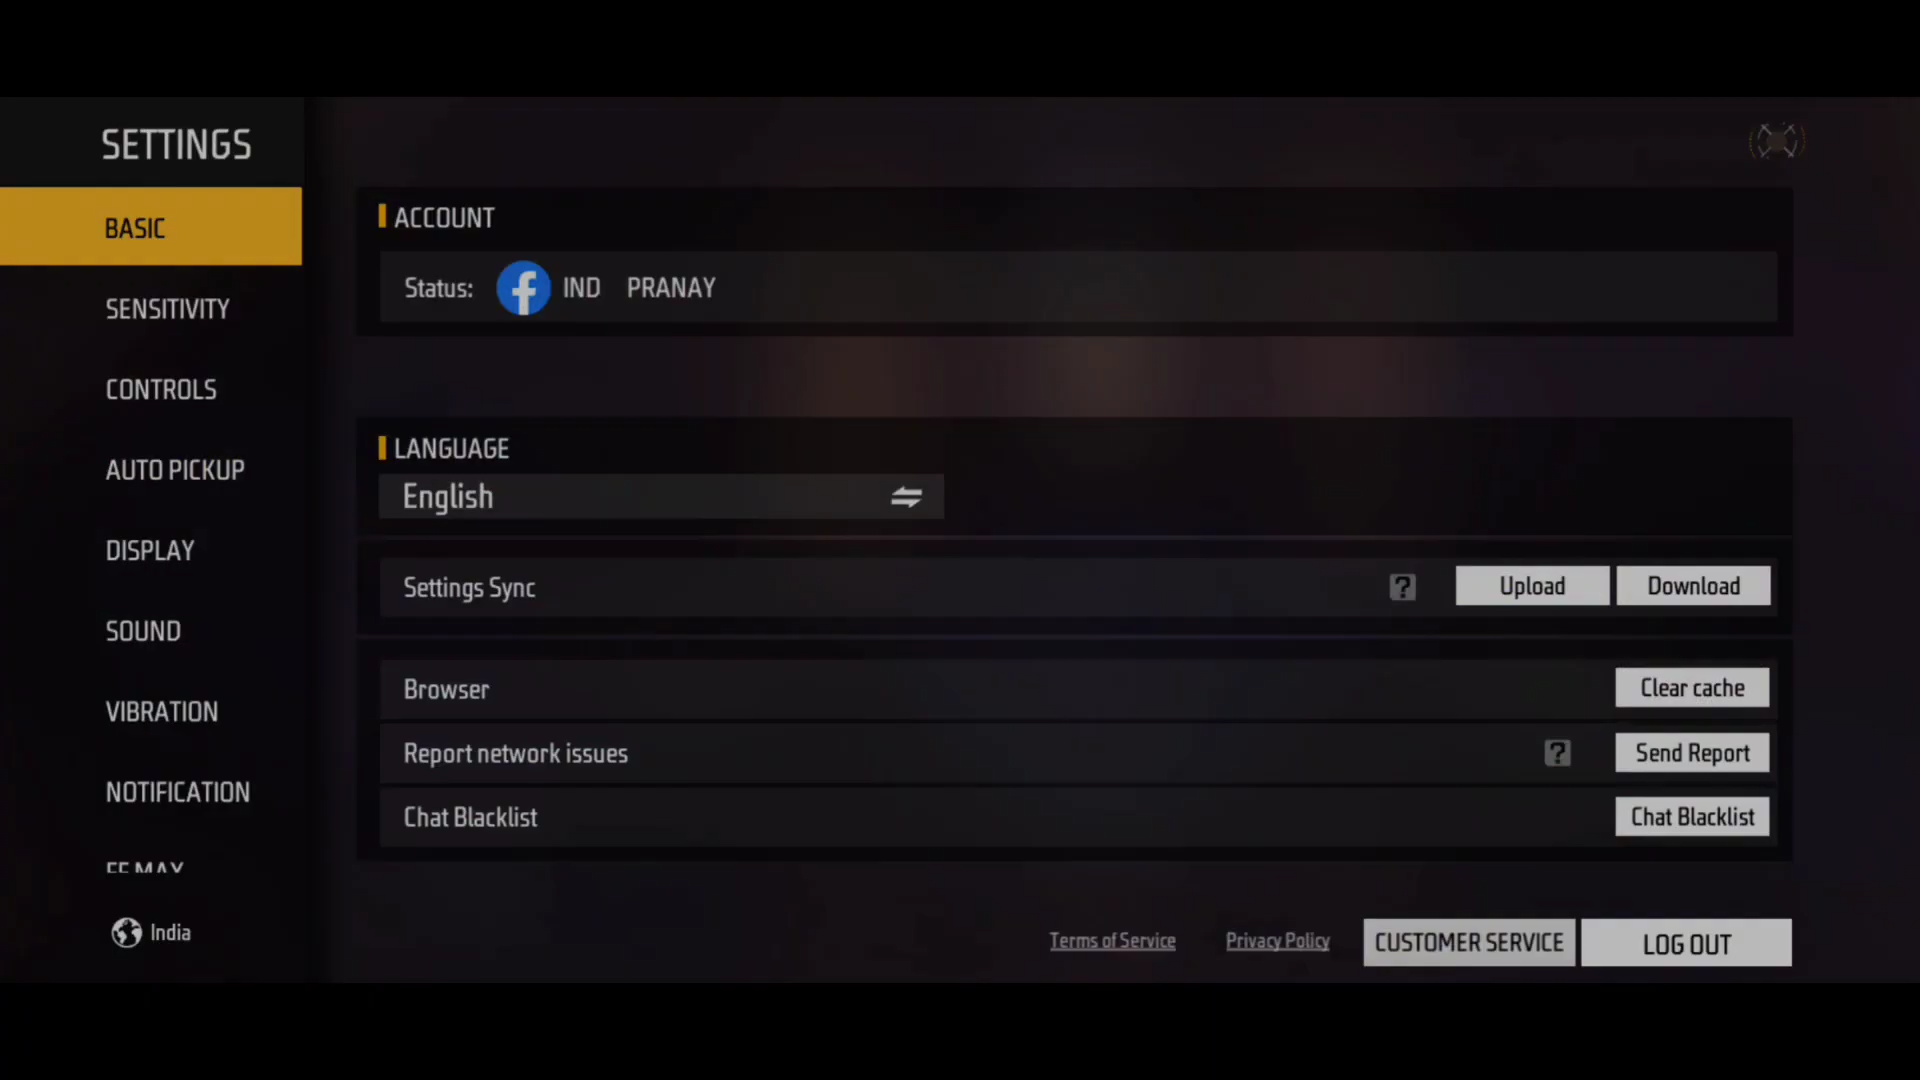 SETTINGS
BASIC
SENSITIVITY
CONTROLS
AUTO PICKUP
DISPLAY
SOUND
VIBRATION
NOTIFICATION
FF MAX
India
ACCOUNT
Status: IND PRANAY
LANGUAGE
English
Settings Sync ? Upload Download
Browser Clear cache
Report network issues ? Send Report
Chat Blacklist Chat Blacklist
Terms of Service Privacy Policy CUSTOMER SERVICE LOG OUT